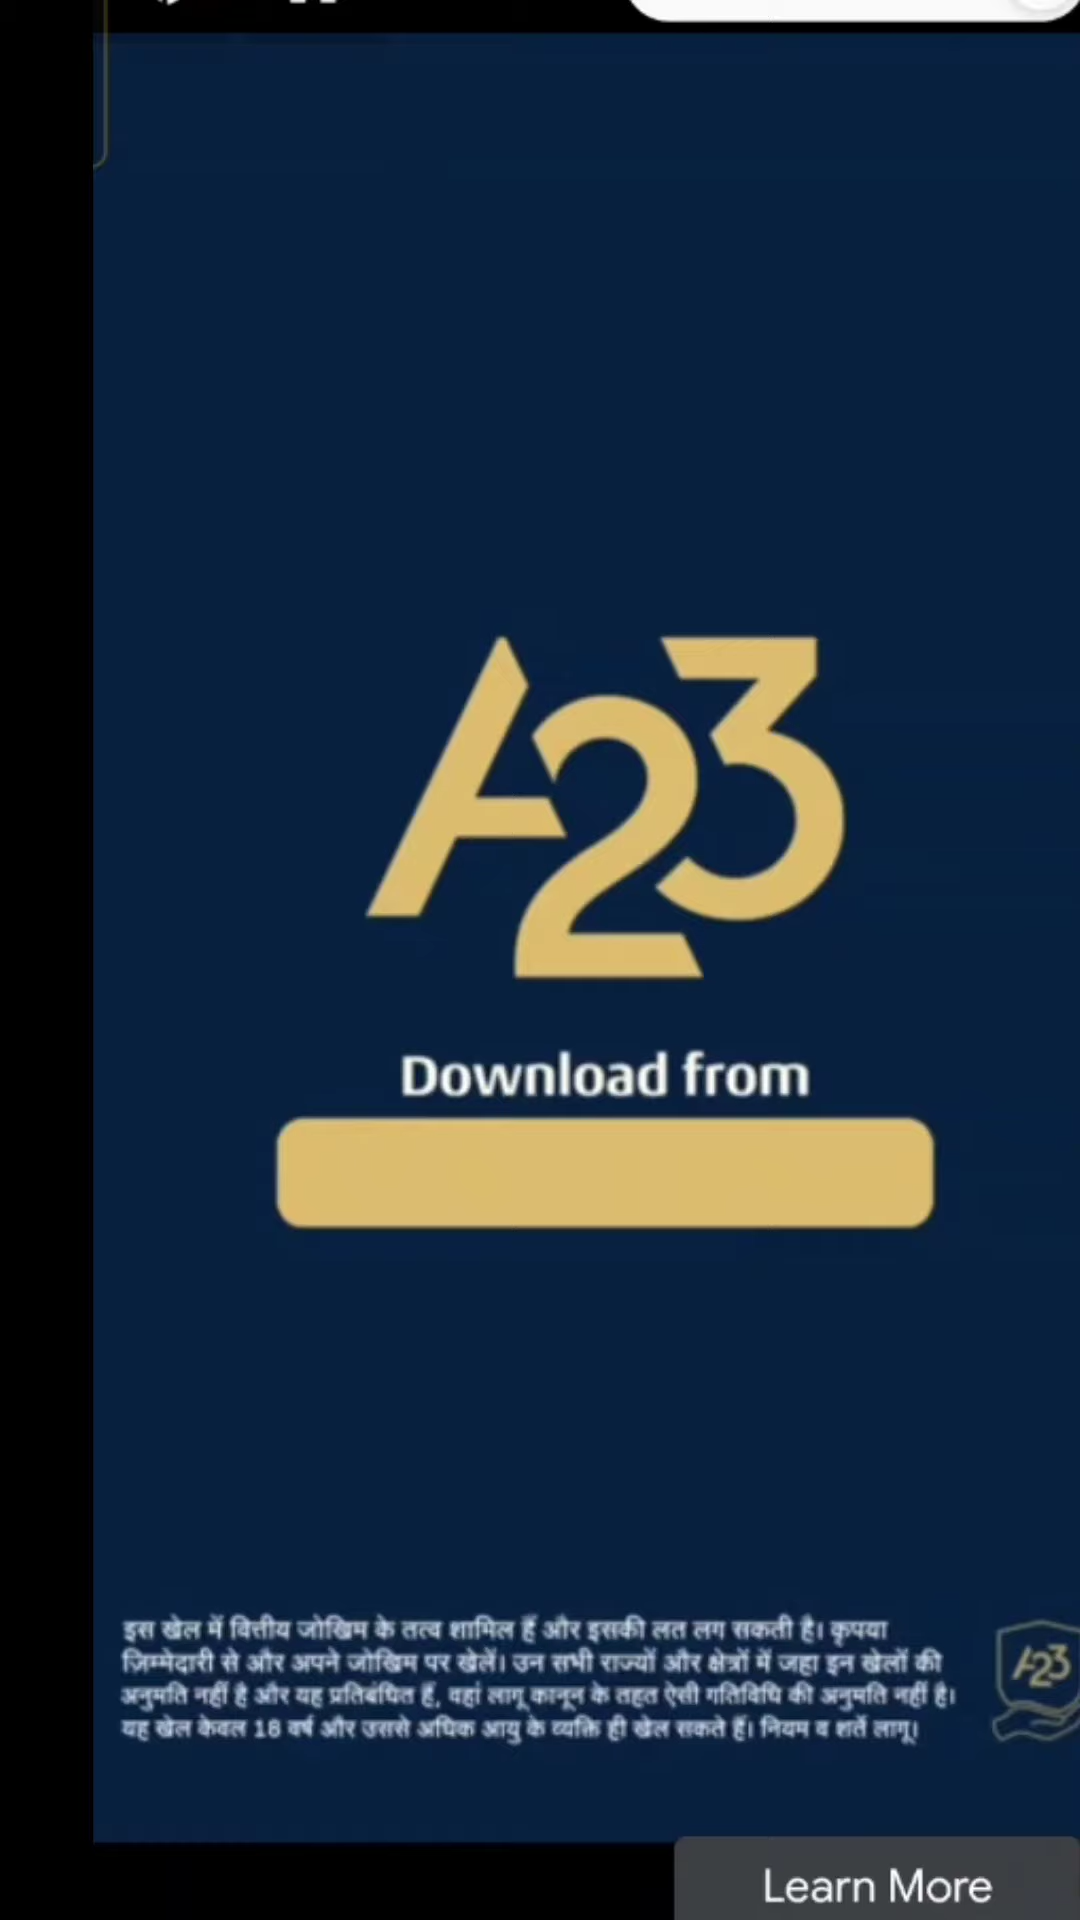 A23
Download from
इस खेल में वित्तीय जोखिम के तत्व शामिल हैं और इसकी लत लग सकती है। कृपया
ज़िम्मेदारी से और अपने जोखिम पर खेलें। उन सभी राज्यों और क्षेत्रों में जहा इन खेलों की
अनुमति नहीं है और यह प्रतिबंधित हैं, वहां लागू कानून के तहत ऐसी गतिविधि की अनुमति नहीं है।
यह खेल केवल 18 वर्ष और उससे अधिक आयु के व्यक्ति ही खेल सकते हैं। नियम व शर्ते लागू।
A23
Learn More